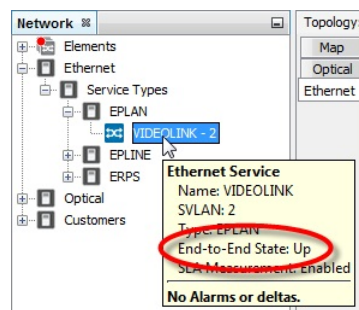 Network
Topology
Elements
Map
Ethernet
Optical
Service Types
Ethernet
EPLAN
VIDEOLINK - 2
EPLINE
ERPS
Optical
Customers
Ethernet Service
Name: VIDEOLINK
SVLAN: 2
Type: EPLAN
End-to-End State: Up
SLA Measurement: Enabled
No Alarms or deltas.